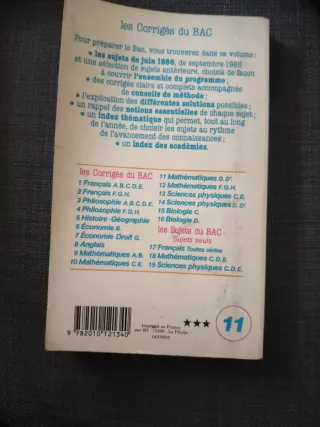 les Corrigés du BAC
Pour préparer le Bac, vous trouverez dans ce volume :
• les sujets de juin 1986, de septembre 1985
et une sélection de sujets antérieurs, choisis de façon
à couvrir l'ensemble du programme ;
• des corrigés clairs et complets accompagnés
de conseils de méthode ;
• l'explication des différentes solutions possibles ;
• un rappel des notions essentielles de chaque sujet ;
• un index thématique qui permet, tout au long
de l'année, de choisir les sujets au rythme
de l'avancement des connaissances ;
• un index des académies.
les Corrigés du BAC
1 Français A,B,C,D,E.
2 Français F,G,H.
3 Philosophie A,B,C,D,E.
4 Philosophie F,G,H.
5 Histoire-Géographie
6 Économie B.
7 Économie Droit G.
8 Anglais
9 Mathématiques A,B.
10 Mathématiques C,E.
11 Mathématiques D,D'.
12 Mathématiques F,G,H.
13 Sciences physiques C,E.
14 Sciences physiques D,D'.
15 Biologie C.
16 Biologie D.
les Sujets du BAC
Sujets seuls
17 Français Toutes séries
18 Mathématiques C,D,E.
19 Sciences physiques C,D,E.
9 782010 121340
Imprimé en France
★★★
11